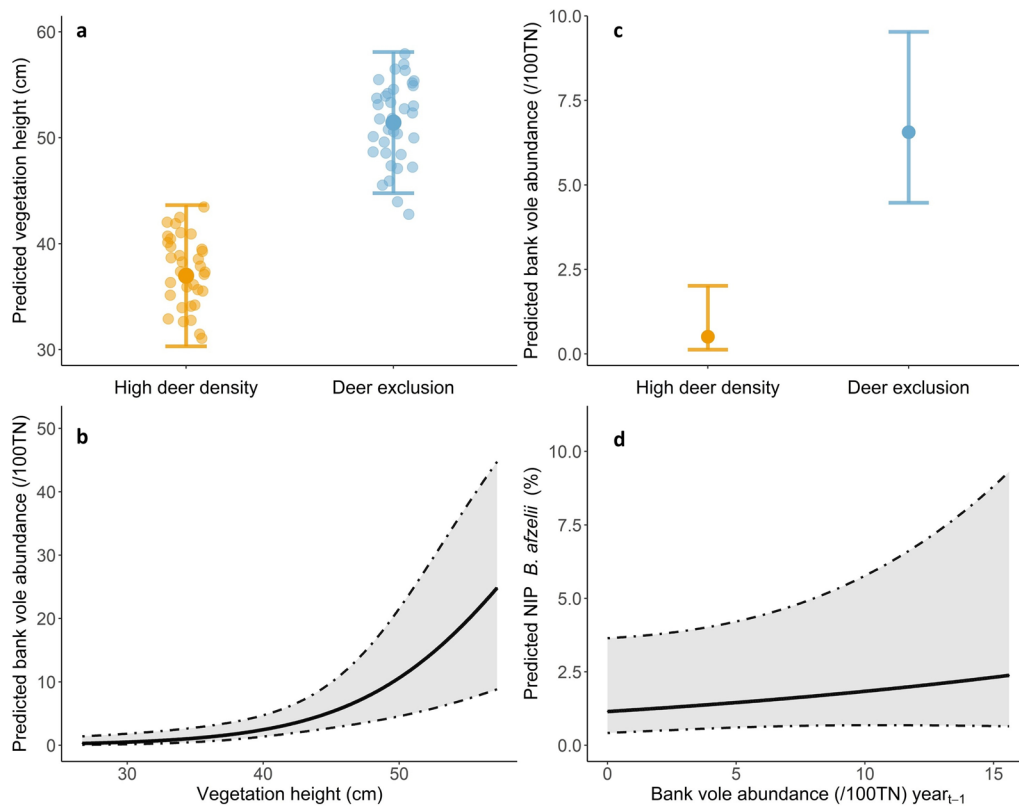 a
Predicted vegetation height (cm)
60
50
40
30
High deer density
Deer exclusion
c
Predicted bank vole abundance (/100TN)
10.0
7.5
5.0
2.5
0.0
High deer density
Deer exclusion
b
Predicted bank vole abundance (/100TN)
50
40
30
20
10
0
30
40
50
Vegetation height (cm)
d
Predicted NIP B. afzelii (%)
10.0
7.5
5.0
2.5
0.0
0
5
10
15
Bank vole abundance (/100TN) year t−1